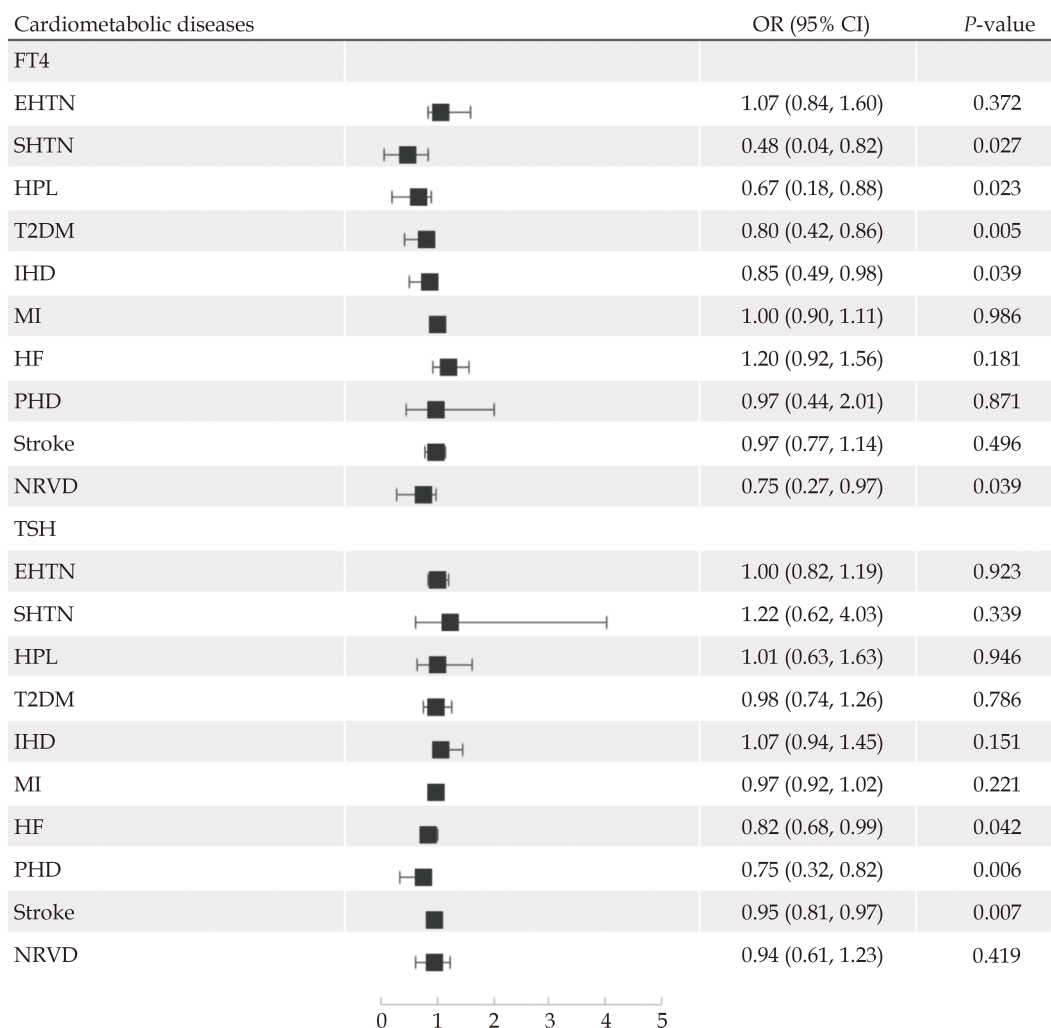 Cardiometabolic diseases OR (95% CI) P-value
FT4
EHTN 1.07 (0.84, 1.60) 0.372
SHTN 0.48 (0.04, 0.82) 0.027
HPL 0.67 (0.18, 0.88) 0.023
T2DM 0.80 (0.42, 0.86) 0.005
IHD 0.85 (0.49, 0.98) 0.039
MI 1.00 (0.90, 1.11) 0.986
HF 1.20 (0.92, 1.56) 0.181
PHD 0.97 (0.44, 2.01) 0.871
Stroke 0.97 (0.77, 1.14) 0.496
NRVD 0.75 (0.27, 0.97) 0.039
TSH
EHTN 1.00 (0.82, 1.19) 0.923
SHTN 1.22 (0.62, 4.03) 0.339
HPL 1.01 (0.63, 1.63) 0.946
T2DM 0.98 (0.74, 1.26) 0.786
IHD 1.07 (0.94, 1.45) 0.151
MI 0.97 (0.92, 1.02) 0.221
HF 0.82 (0.68, 0.99) 0.042
PHD 0.75 (0.32, 0.82) 0.006
Stroke 0.95 (0.81, 0.97) 0.007
NRVD 0.94 (0.61, 1.23) 0.419
0 1 2 3 4 5